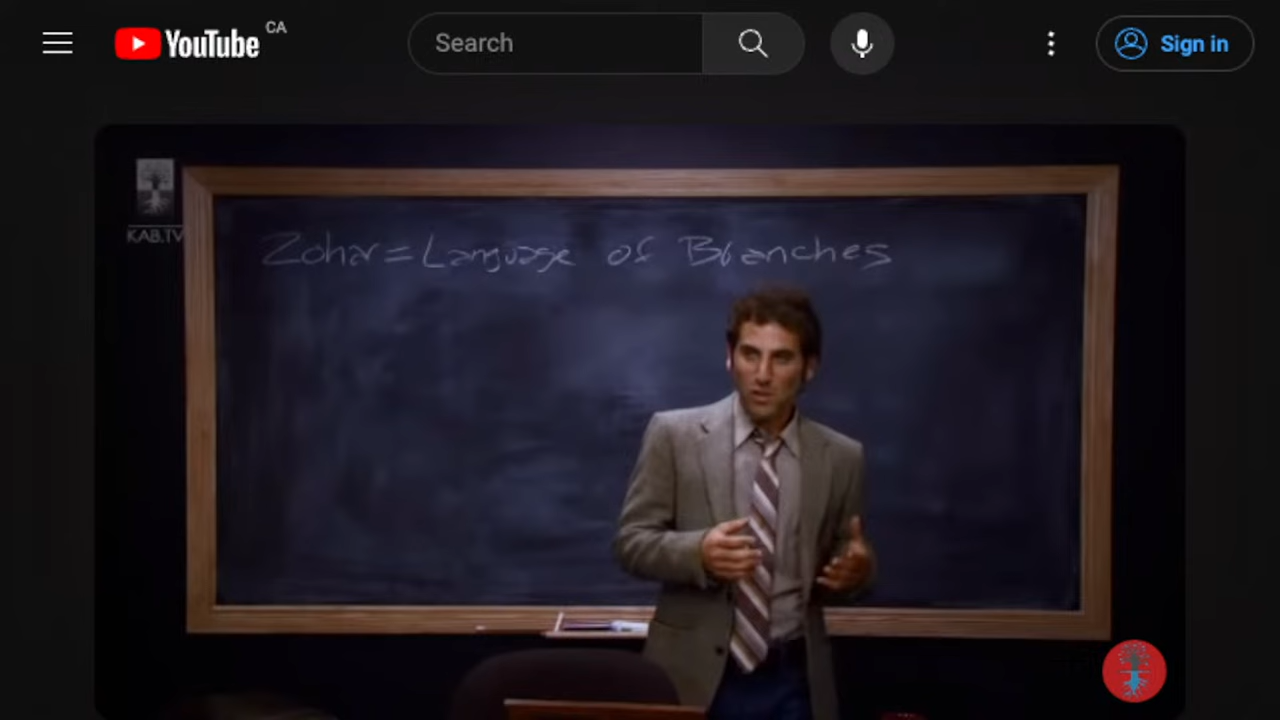 YouTube CA
Search
Sign in
KAB.TV
Zohar = Language of Branches